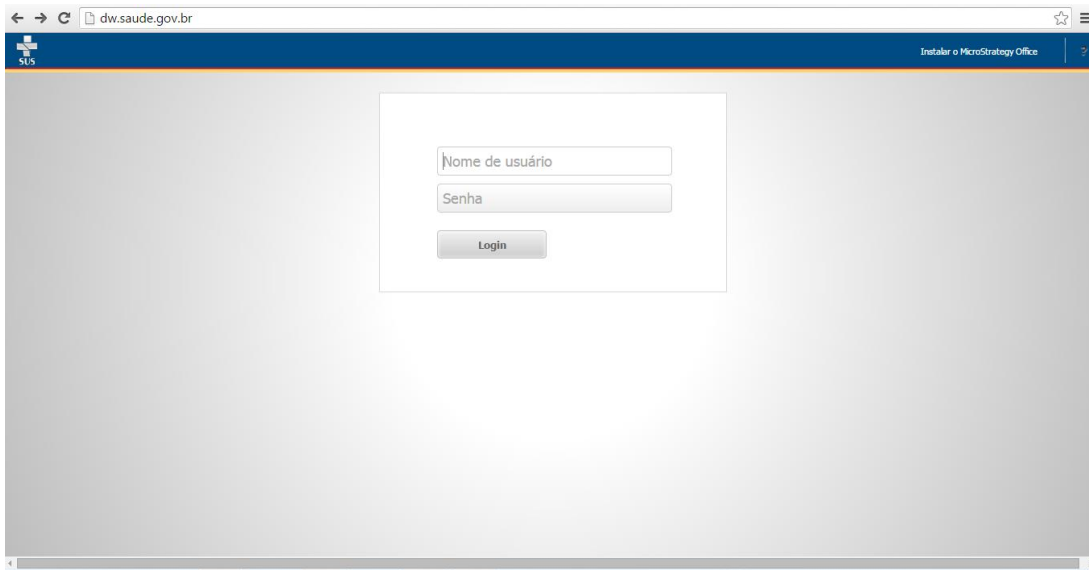 dw.saude.gov.br
SUS
Instalar o MicroStrategy Office
?
Nome de usuário
Senha
Login